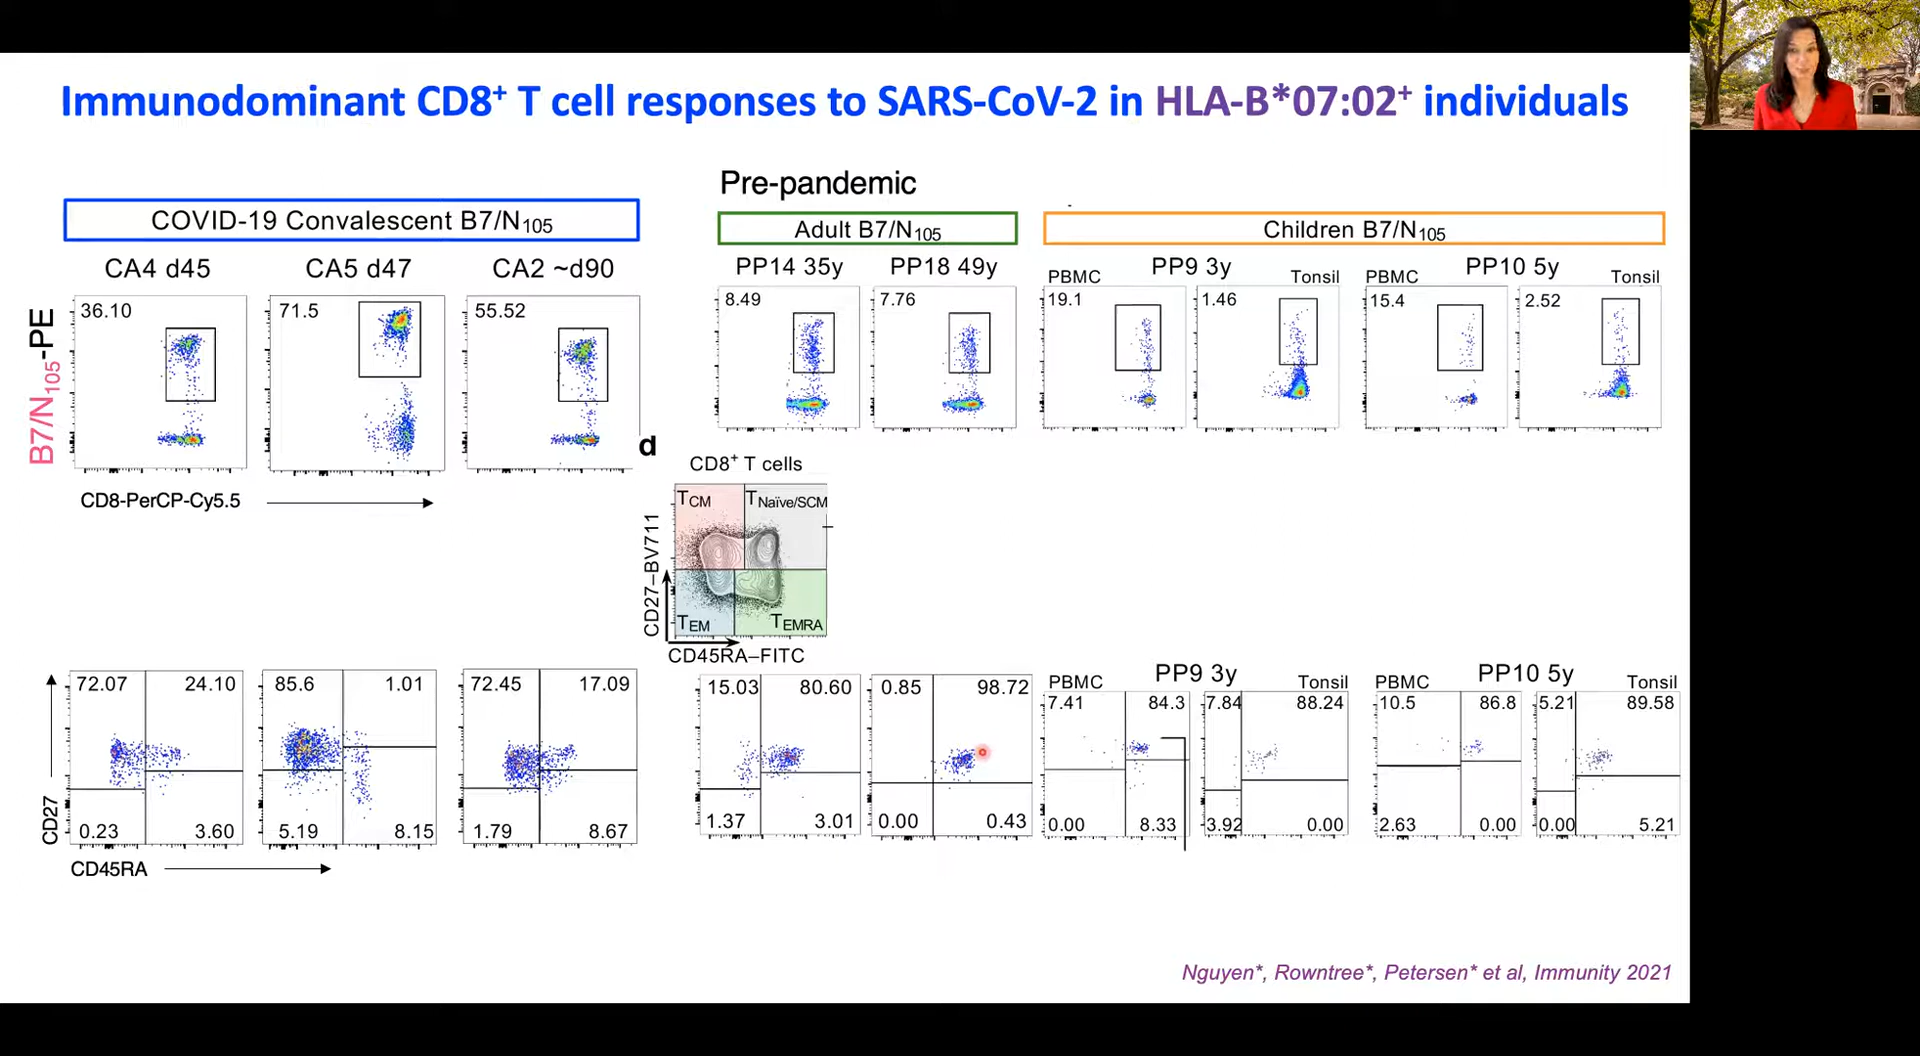 Immunodominant CD8+ T cell responses to SARS-CoV-2 in HLA-B*07:02+ individuals
Pre-pandemic
COVID-19 Convalescent B7/N105
Adult B7/N105
Children B7/N105
CA4 d45
CA5 d47
CA2 ~d90
PP14 35y
PP18 49y
PP9 3y
PP10 5y
PBMC
Tonsil
PBMC
Tonsil
36.10
71.5
55.52
8.49
7.76
19.1
1.46
15.4
2.52
B7/N105-PE
CD8-PerCP-Cy5.5
d
CD8+ T cells
TCM
TNaïve/SCM
TEM
TEMRA
CD27–BV711
CD45RA–FITC
PP9 3y
PP10 5y
PBMC
Tonsil
PBMC
Tonsil
72.07 24.10
85.6 1.01
72.45 17.09
15.03 80.60
0.85 98.72
7.41 84.3
7.84 88.24
10.5 86.8
5.21 89.58
0.23 3.60
5.19 8.15
1.79 8.67
1.37 3.01
0.00 0.43
0.00 8.33
3.92 0.00
2.63 0.00
0.00 5.21
CD27
CD45RA
Nguyen*, Rowntree*, Petersen* et al, Immunity 2021